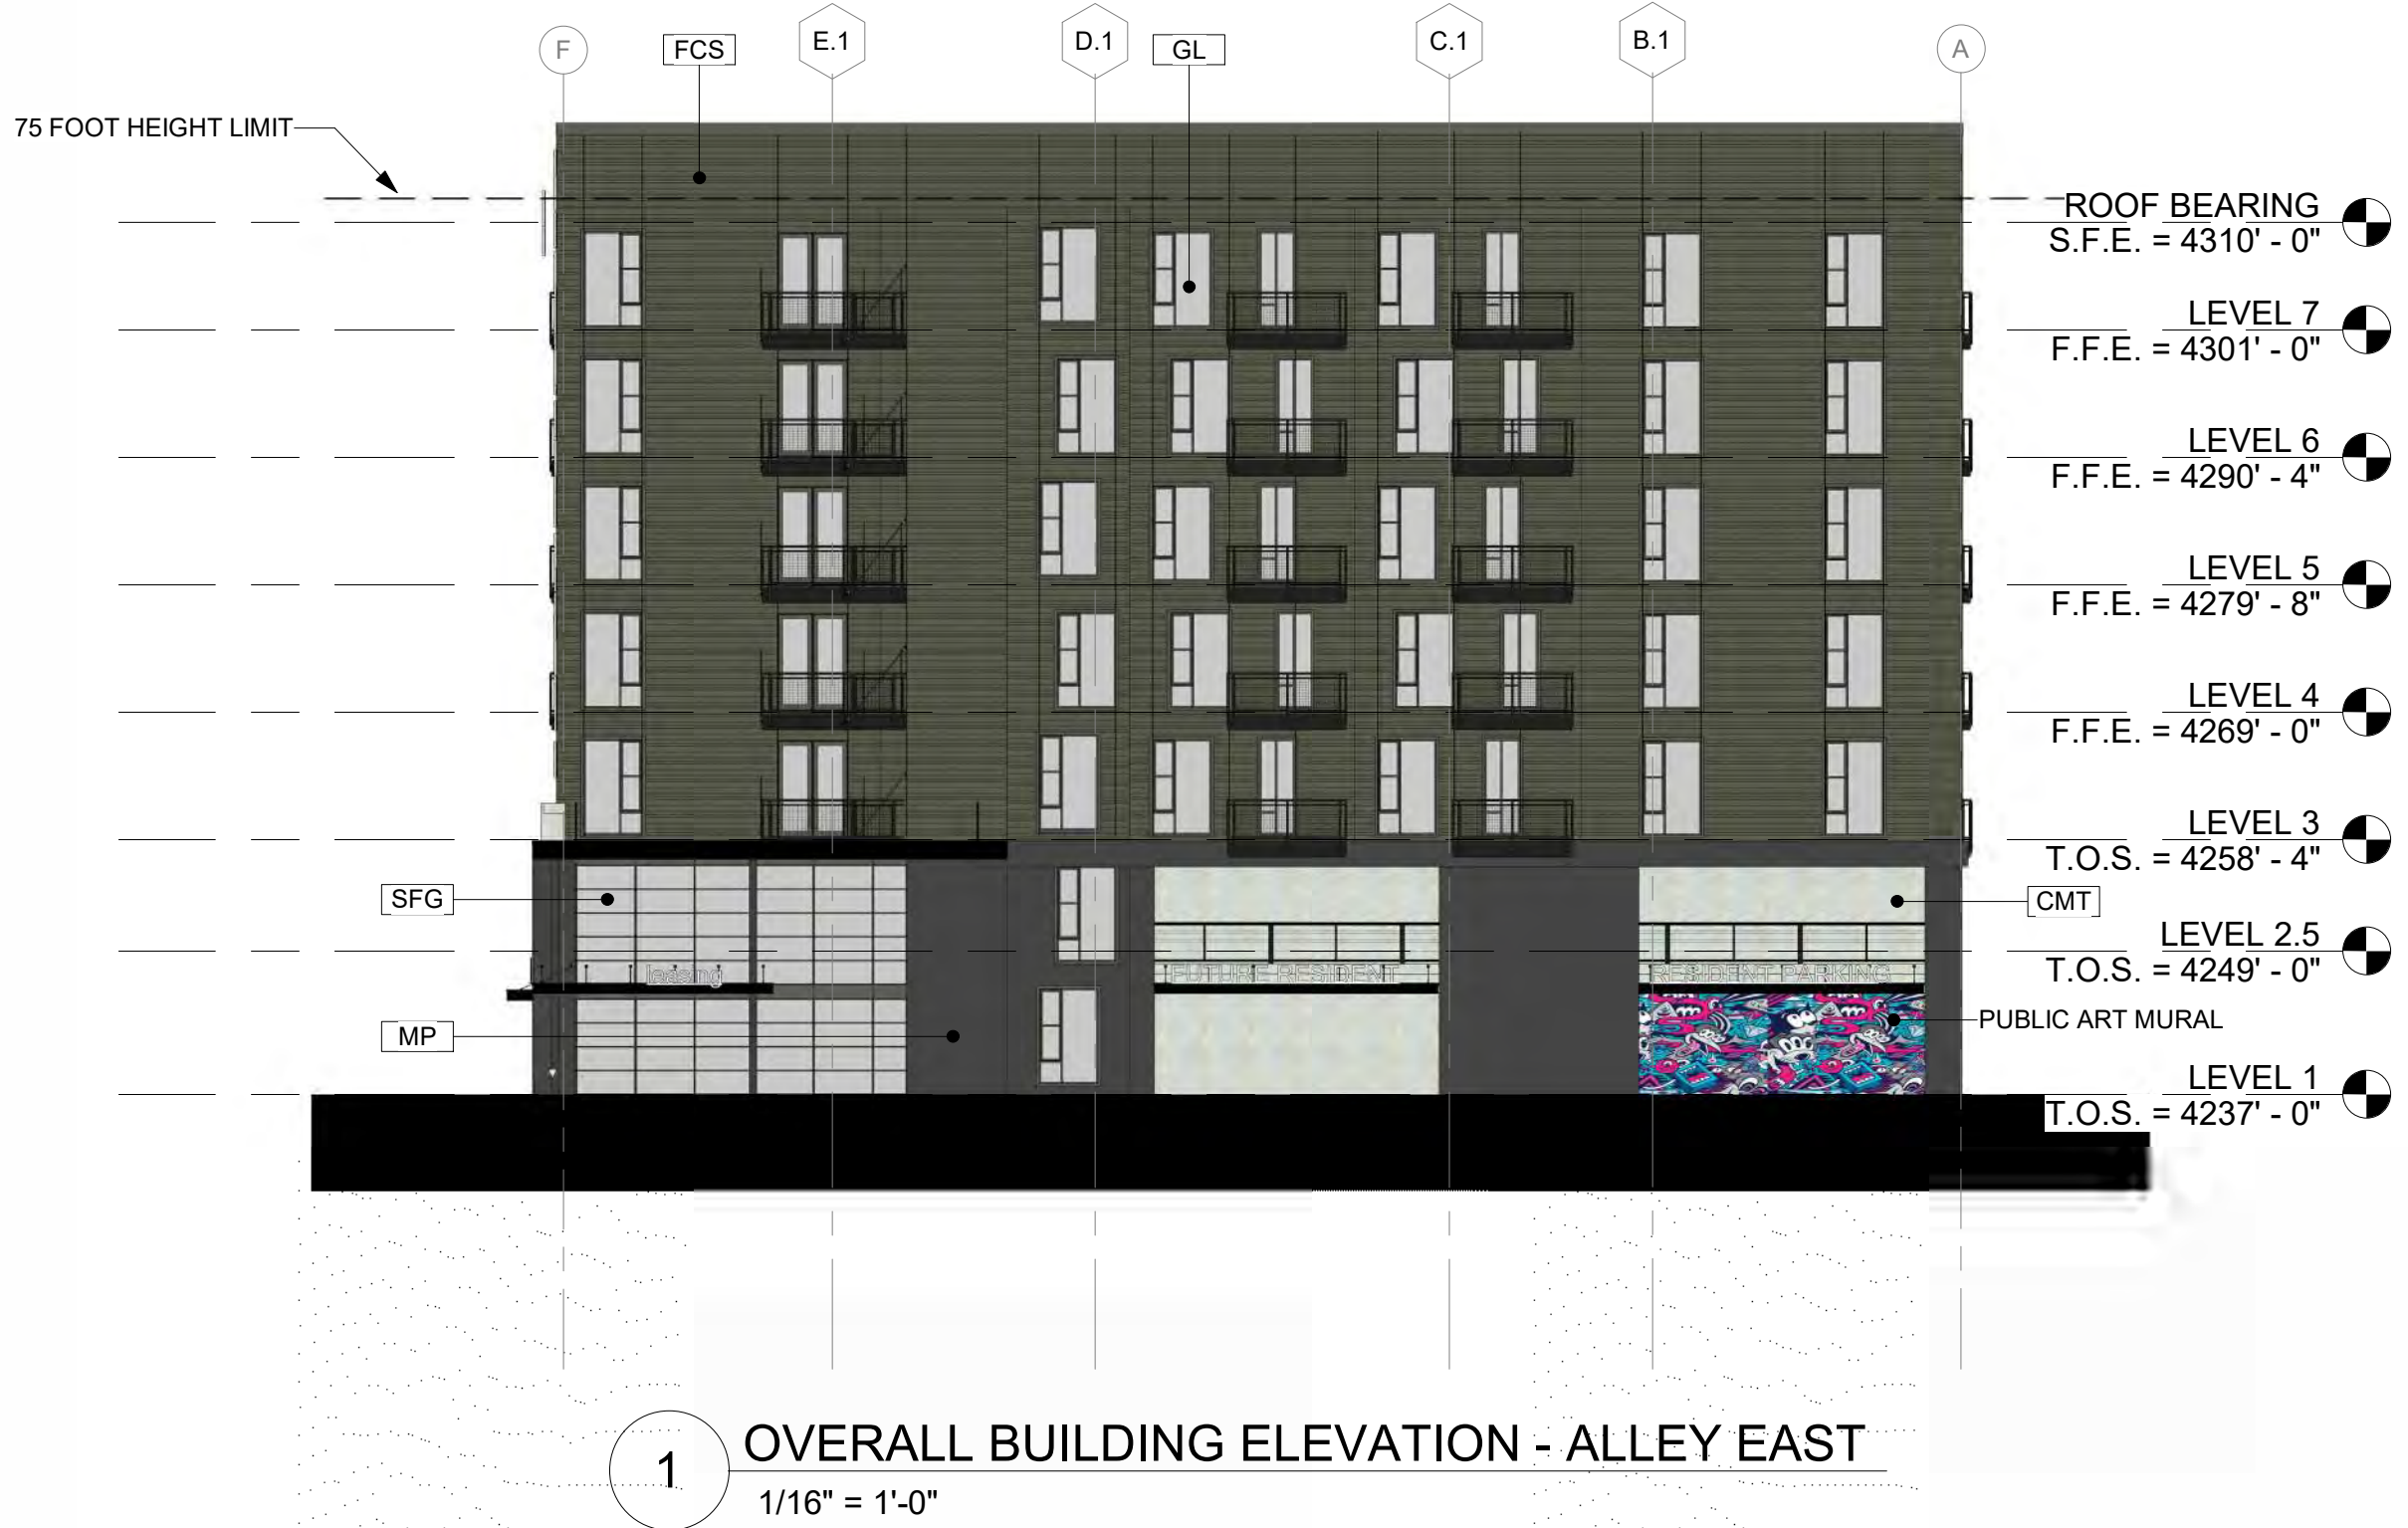 F
FCS
E.1
D.1
GL
C.1
B.1
A
75 FOOT HEIGHT LIMIT
ROOF BEARING
S.F.E. = 4310' - 0"
LEVEL 7
F.F.E. = 4301' - 0"
LEVEL 6
F.F.E. = 4290' - 4"
LEVEL 5
F.F.E. = 4279' - 8"
LEVEL 4
F.F.E. = 4269' - 0"
LEVEL 3
T.O.S. = 4258' - 4"
SFG
CMT
LEVEL 2.5
T.O.S. = 4249' - 0"
leasing
FUTURE RESIDENT
RESIDENT PARKING
MP
PUBLIC ART MURAL
LEVEL 1
T.O.S. = 4237' - 0"
1
OVERALL BUILDING ELEVATION - ALLEY EAST
1/16" = 1'-0"